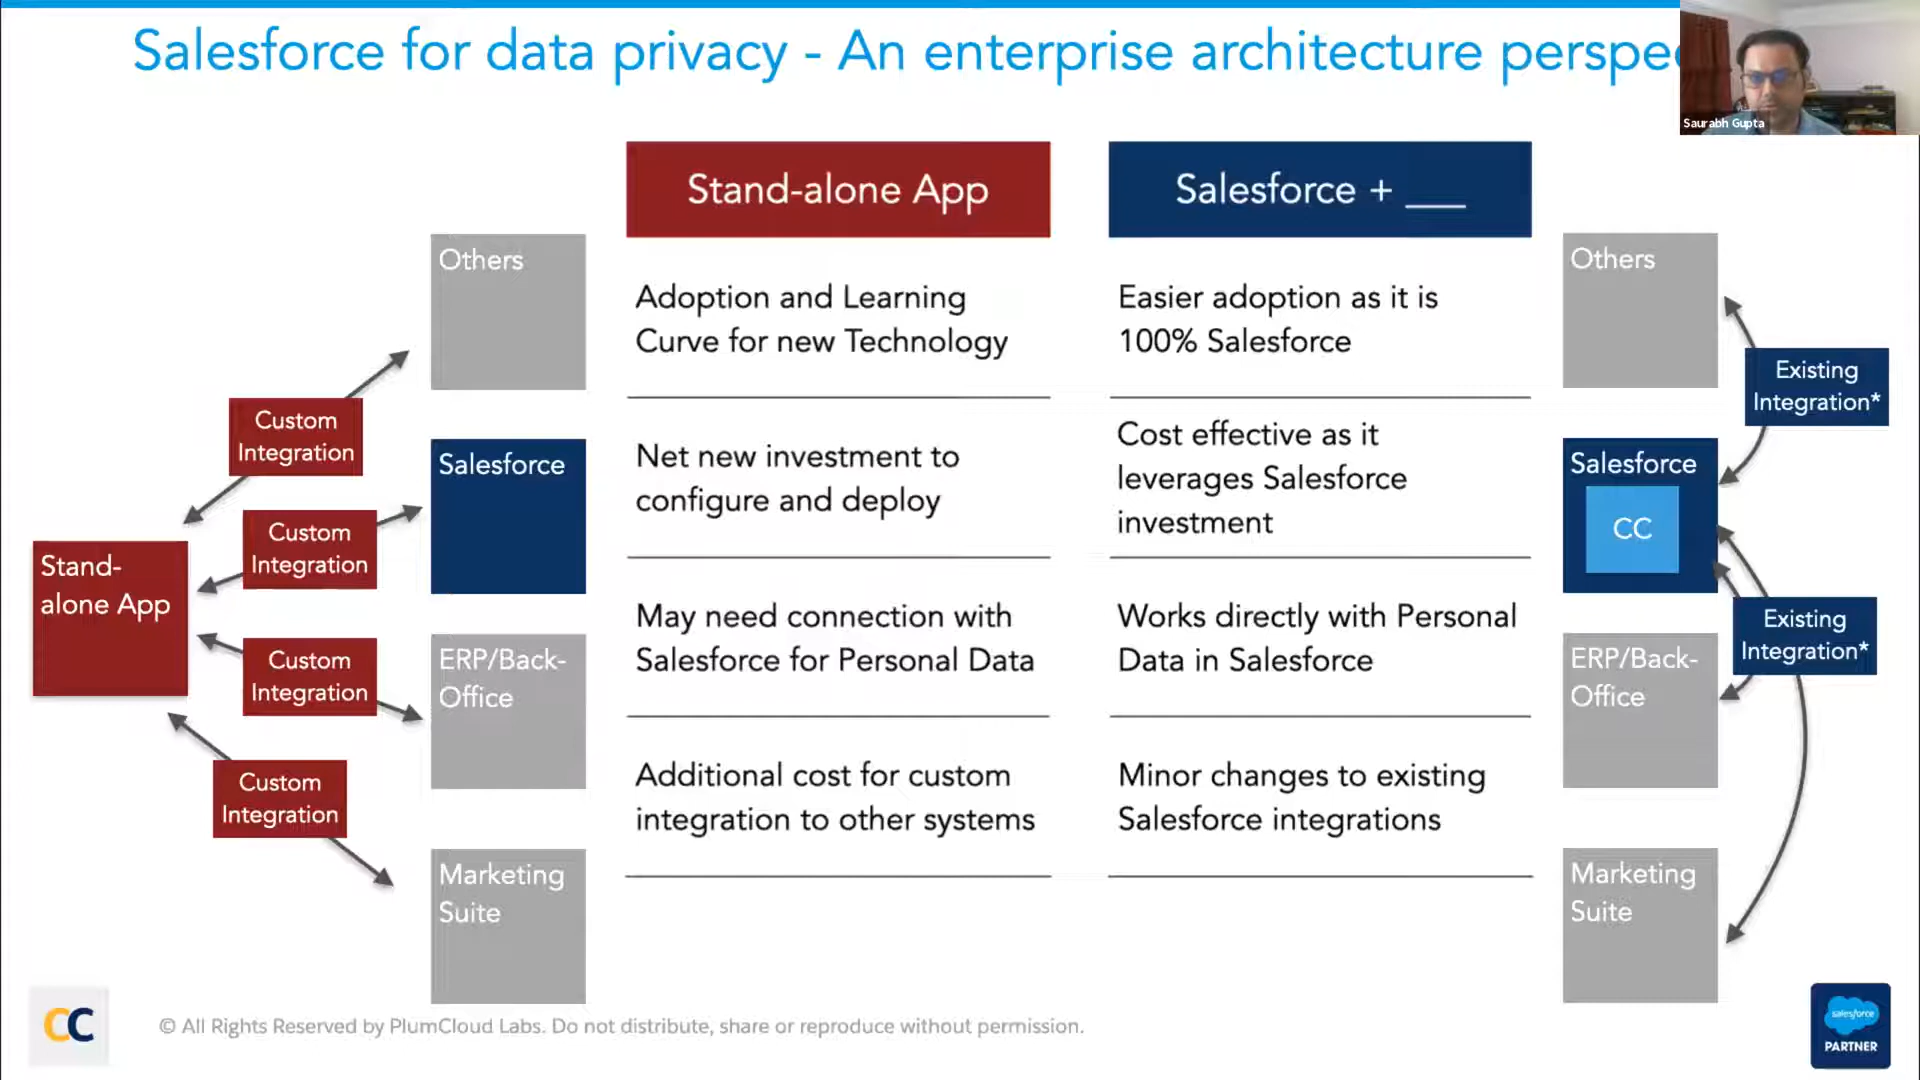 Salesforce for data privacy - An enterprise architecture perspe
Saurabh Gupta
Stand-alone App
Salesforce + ___
Others
Adoption and Learning
Curve for new Technology
Easier adoption as it is
100% Salesforce
Others
Custom
Integration
Existing
Integration*
Salesforce
Net new investment to
configure and deploy
Cost effective as it
leverages Salesforce
investment
Salesforce
CC
Custom
Integration
Stand-
alone App
May need connection with
Salesforce for Personal Data
Works directly with Personal
Data in Salesforce
Existing
Integration*
Custom
Integration
ERP/Back-
Office
ERP/Back-
Office
Custom
Integration
Additional cost for custom
integration to other systems
Minor changes to existing
Salesforce integrations
Marketing
Suite
Marketing
Suite
CC
© All Rights Reserved by PlumCloud Labs. Do not distribute, share or reproduce without permission.
salesforce
PARTNER